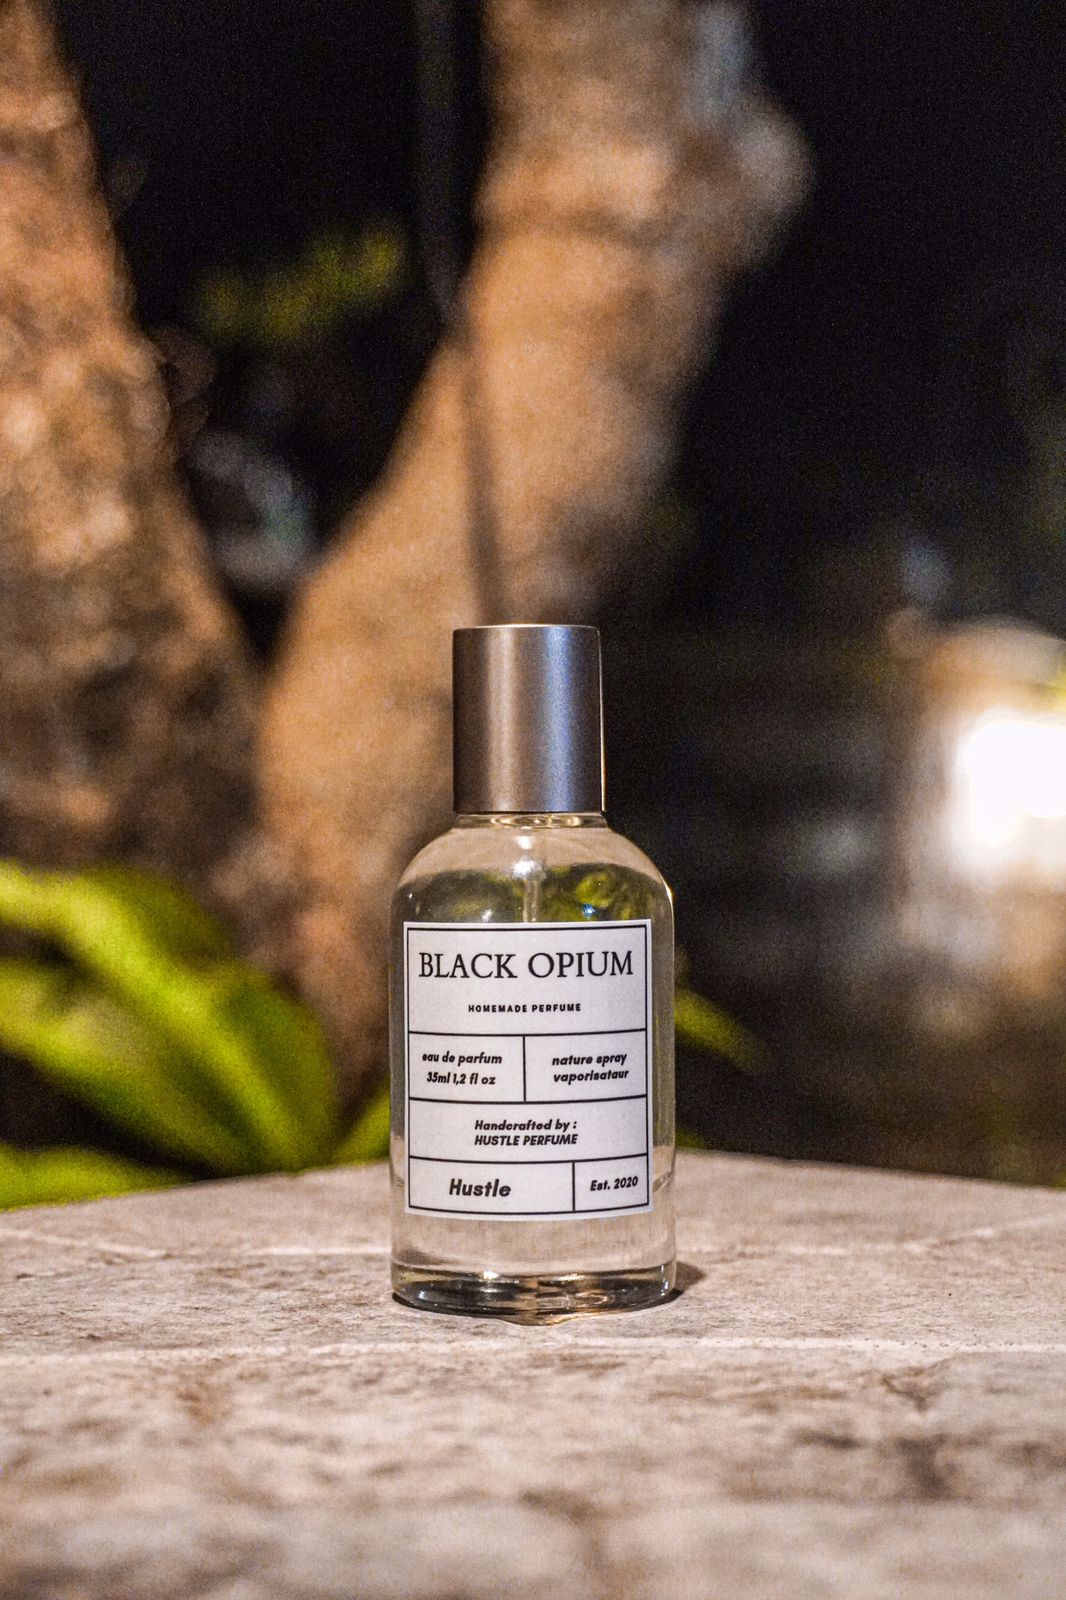 BLACK OPIUM
HOMEMADE PERFUME
eau de parfum
35ml 1,2 fl oz
nature spray
vaporisataur
Handcrafted by :
HUSTLE PERFUME
Hustle
Est. 2020